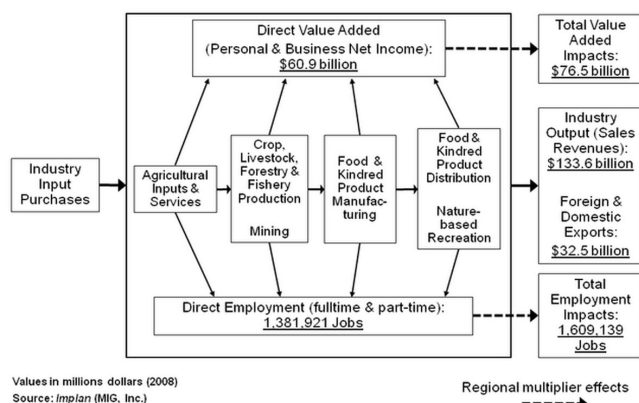 Direct Value Added
(Personal & Business Net Income):
$60.9 billion
Total Value
Added
Impacts:
$76.5 billion
Industry
Input
Purchases
Agricultural
Inputs &
Services
Crop,
Livestock,
Forestry &
Fishery
Production
Mining
Food &
Kindred
Product
Manufac-
turing
Food &
Kindred
Product
Distribution
Nature-
based
Recreation
Industry
Output (Sales
Revenues):
$133.6 billion
Foreign &
Domestic
Exports:
$32.5 billion
Direct Employment (fulltime & part-time):
1,381,921 Jobs
Total
Employment
Impacts:
1,609,139
Jobs
Values in millions dollars (2008)
Source: Implan (MIG, Inc.)
Regional multiplier effects